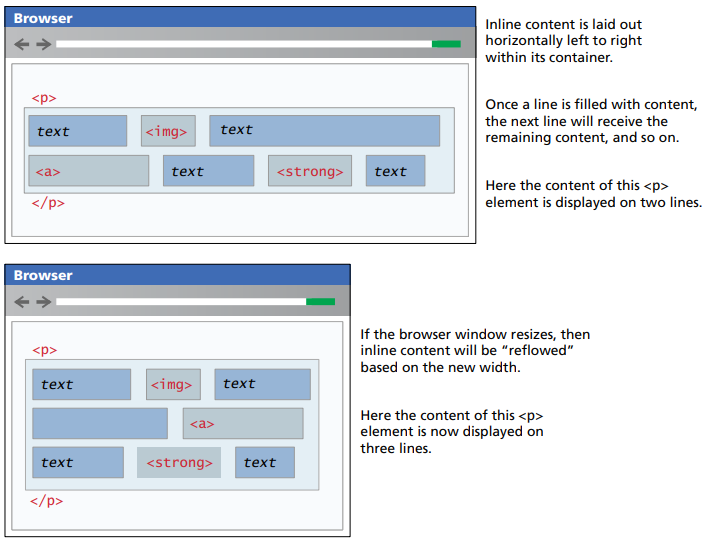 Browser
Inline content is laid out
horizontally left to right
within its container.
<p>
text <img> text
<a> text <strong> text
</p>
Once a line is filled with content,
the next line will receive the
remaining content, and so on.
Here the content of this <p>
element is displayed on two lines.
Browser
<p>
text <img> text
<a>
text <strong> text
</p>
If the browser window resizes, then
inline content will be “reflowed”
based on the new width.
Here the content of this <p>
element is now displayed on
three lines.